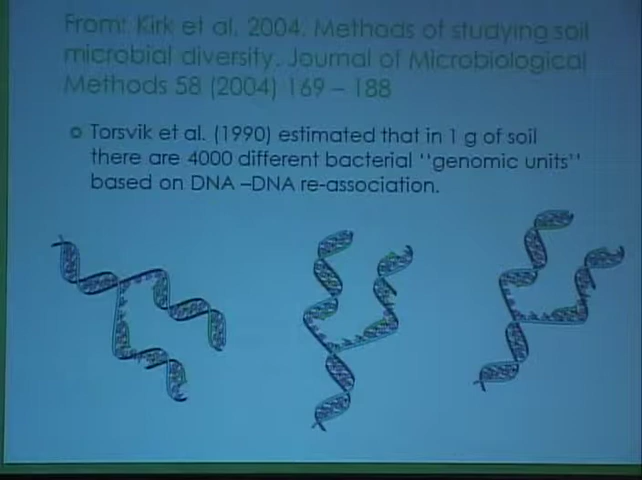 From: Kirk et al. 2004. Methods of studying soil
microbial diversity. Journal of Microbiological
Methods 58 (2004) 169 – 188
Torsvik et al. (1990) estimated that in 1 g of soil
there are 4000 different bacterial ''genomic units''
based on DNA –DNA re-association.